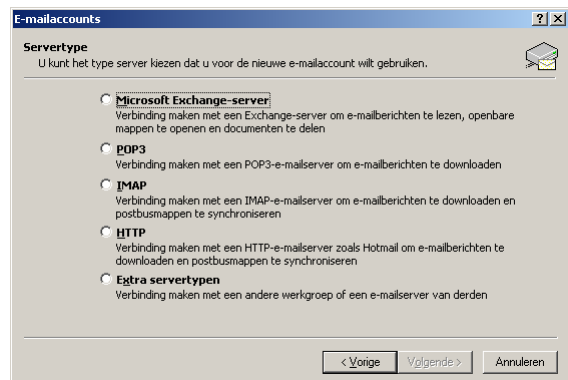 E-mailaccounts
Servertype
U kunt het type server kiezen dat u voor de nieuwe e-mailaccount wilt gebruiken.
Microsoft Exchange-server
Verbinding maken met een Exchange-server om e-mailberichten te lezen, openbare
mappen te openen en documenten te delen
POP3
Verbinding maken met een POP3-e-mailserver om e-mailberichten te downloaden
IMAP
Verbinding maken met een IMAP-e-mailserver om e-mailberichten te downloaden en
postbusmappen te synchroniseren
HTTP
Verbinding maken met een HTTP-e-mailserver zoals Hotmail om e-mailberichten te
downloaden en postbusmappen te synchroniseren
Extra servertypen
Verbinding maken met een andere werkgroep of een e-mailserver van derden
< Vorige Volgende > Annuleren